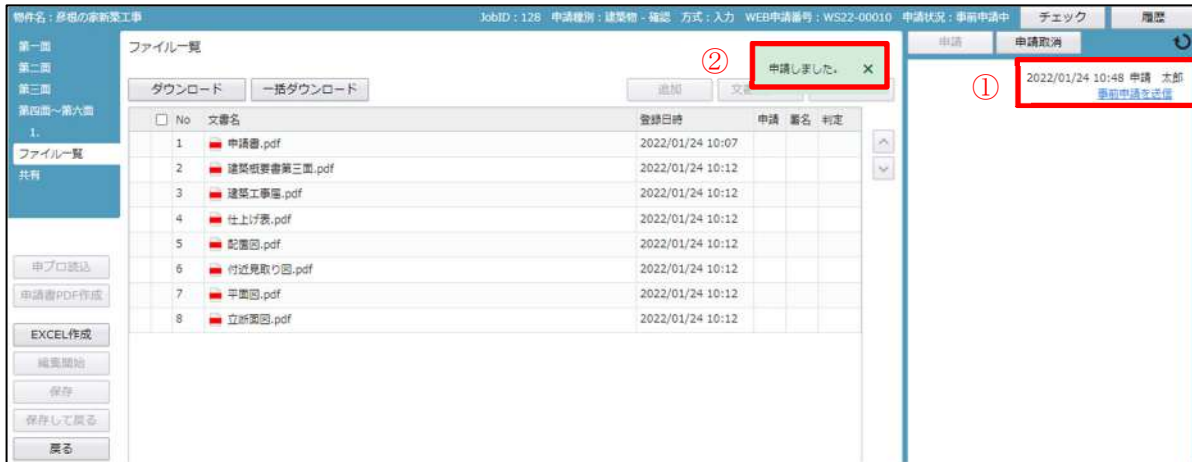 物件名：彦根の家新築工事 JobID：128 申請種別：建築物 - 確認 方式：入力 WEB申請番号：WS22-00010 申請状況：事前申請中 チェック 履歴
第一面
第二面
第三面
第四面～第六面
1.
ファイル一覧
共有
申プロ読込
申請書PDF作成
EXCEL作成
編集開始
保存
保存して戻る
戻る
ファイル一覧
② 申請しました。 ×
ダウンロード 一括ダウンロード 追加 文書
No 文書名 登録日時 申請 署名 判定
1 申請書.pdf 2022/01/24 10:07
2 建築概要書第三面.pdf 2022/01/24 10:12
3 建築工事届.pdf 2022/01/24 10:12
4 仕上げ表.pdf 2022/01/24 10:12
5 配置図.pdf 2022/01/24 10:12
6 付近見取り図.pdf 2022/01/24 10:12
7 平面図.pdf 2022/01/24 10:12
8 立断面図.pdf 2022/01/24 10:12
申請 申請取消
① 2022/01/24 10:48 申請 太郎
事前申請を送信